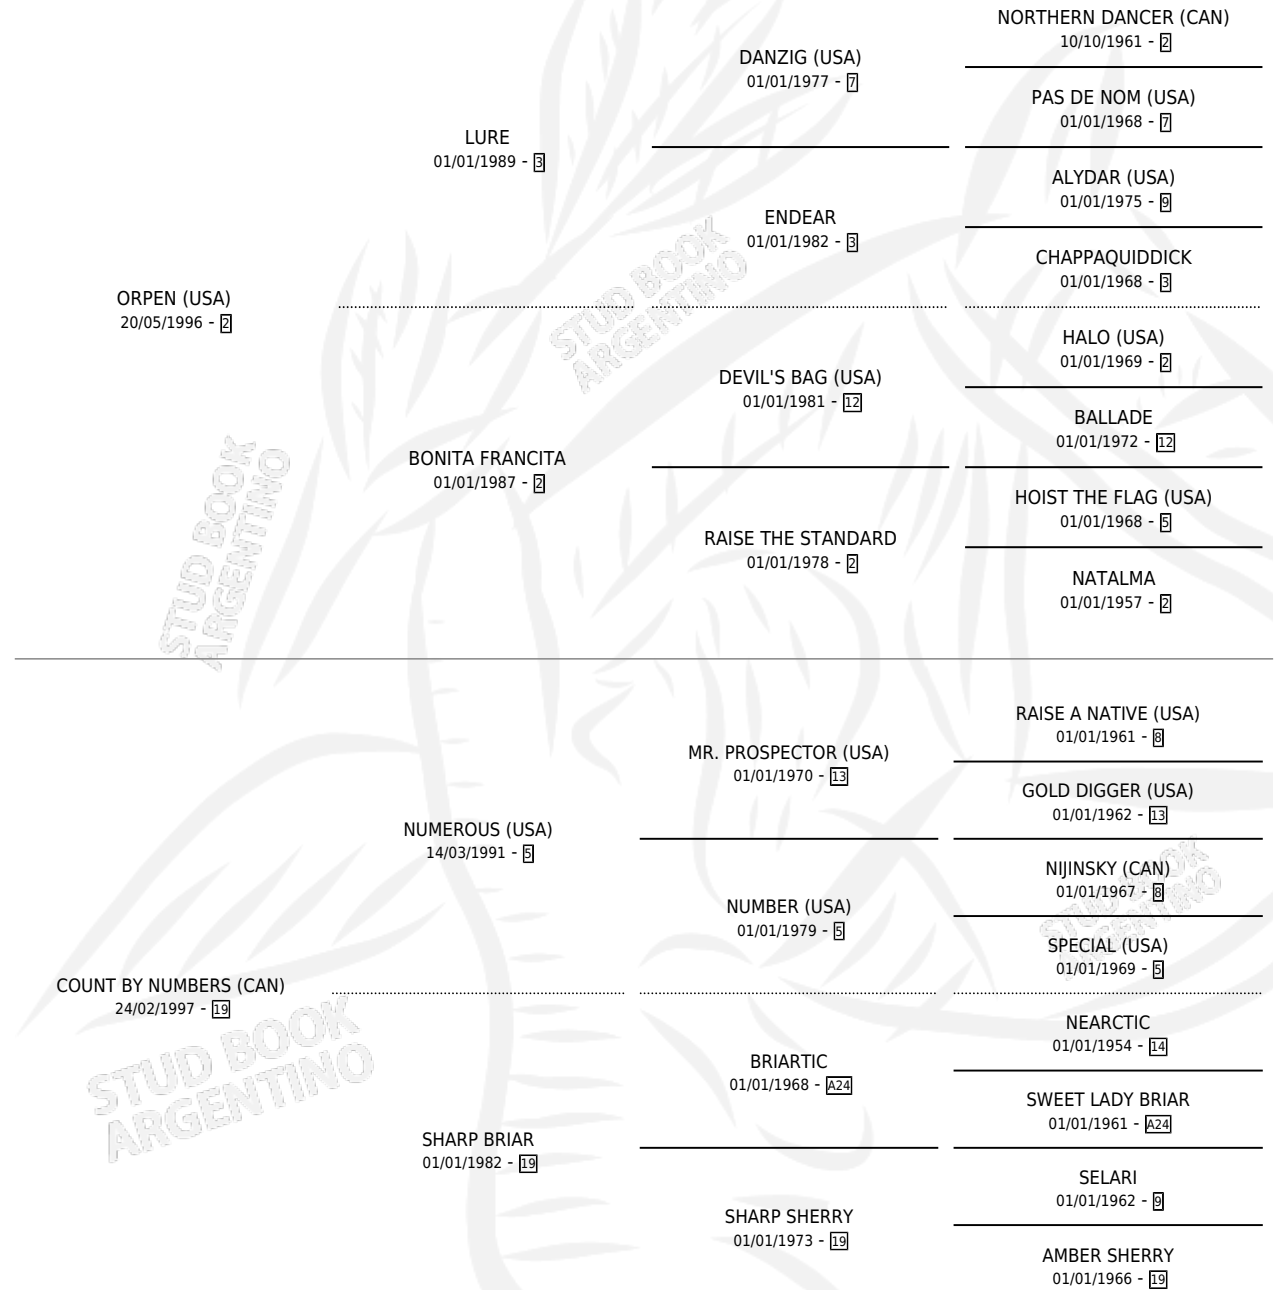 NORTHERN DANCER (CAN)
10/10/1961 - 2
DANZIG (USA)
01/01/1977 - 7
PAS DE NOM (USA)
01/01/1968 - 7
LURE
01/01/1989 - 3
ALYDAR (USA)
01/01/1975 - 9
ENDEAR
01/01/1982 - 3
CHAPPAQUIDDICK
01/01/1968 - 3
ORPEN (USA)
20/05/1996 - 2
HALO (USA)
01/01/1969 - 2
DEVIL'S BAG (USA)
01/01/1981 - 12
BALLADE
01/01/1972 - 12
BONITA FRANCITA
01/01/1987 - 2
HOIST THE FLAG (USA)
01/01/1968 - 5
RAISE THE STANDARD
01/01/1978 - 2
NATALMA
01/01/1957 - 2
RAISE A NATIVE (USA)
01/01/1961 - 8
MR. PROSPECTOR (USA)
01/01/1970 - 13
GOLD DIGGER (USA)
01/01/1962 - 13
NUMEROUS (USA)
14/03/1991 - 5
NIJINSKY (CAN)
01/01/1967 - 8
NUMBER (USA)
01/01/1979 - 5
SPECIAL (USA)
01/01/1969 - 5
COUNT BY NUMBERS (CAN)
24/02/1997 - 19
NEARCTIC
01/01/1954 - 14
BRIARTIC
01/01/1968 - A24
SWEET LADY BRIAR
01/01/1961 - A24
SHARP BRIAR
01/01/1982 - 19
SELARI
01/01/1962 - 9
SHARP SHERRY
01/01/1973 - 19
AMBER SHERRY
01/01/1966 - 19
STUD BOOK
ARGENTINO
STUD BOOK
ARGENTINO
STUD BOOK
ARGENTINO
STUD BOOK
ARGENTINO